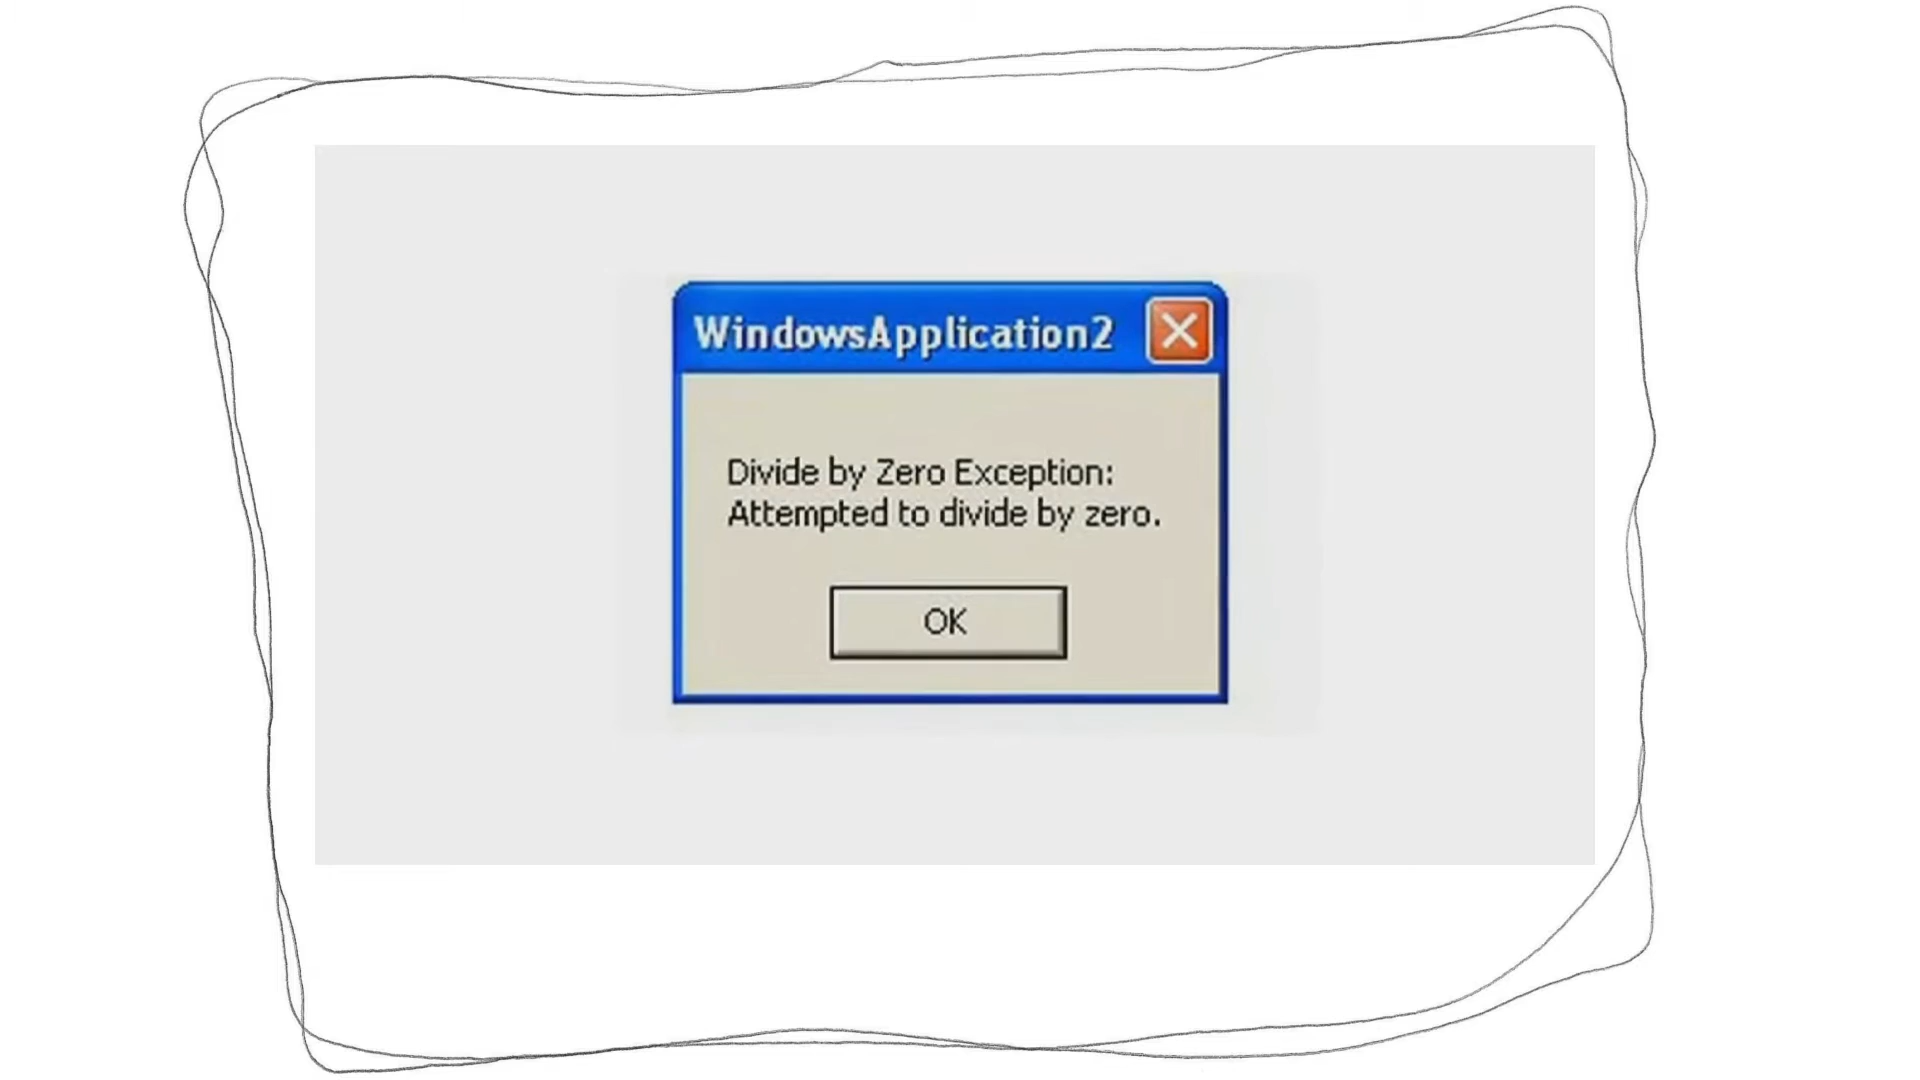 WindowsApplication2
Divide by Zero Exception:
Attempted to divide by zero.
OK